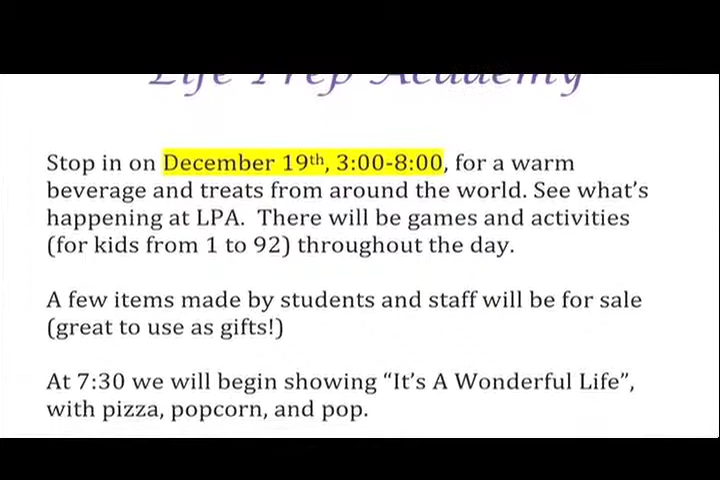 Life Prep Academy
Stop in on December 19th, 3:00-8:00, for a warm
beverage and treats from around the world. See what's
happening at LPA.  There will be games and activities
(for kids from 1 to 92) throughout the day.
A few items made by students and staff will be for sale
(great to use as gifts!)
At 7:30 we will begin showing “It's A Wonderful Life”,
with pizza, popcorn, and pop.